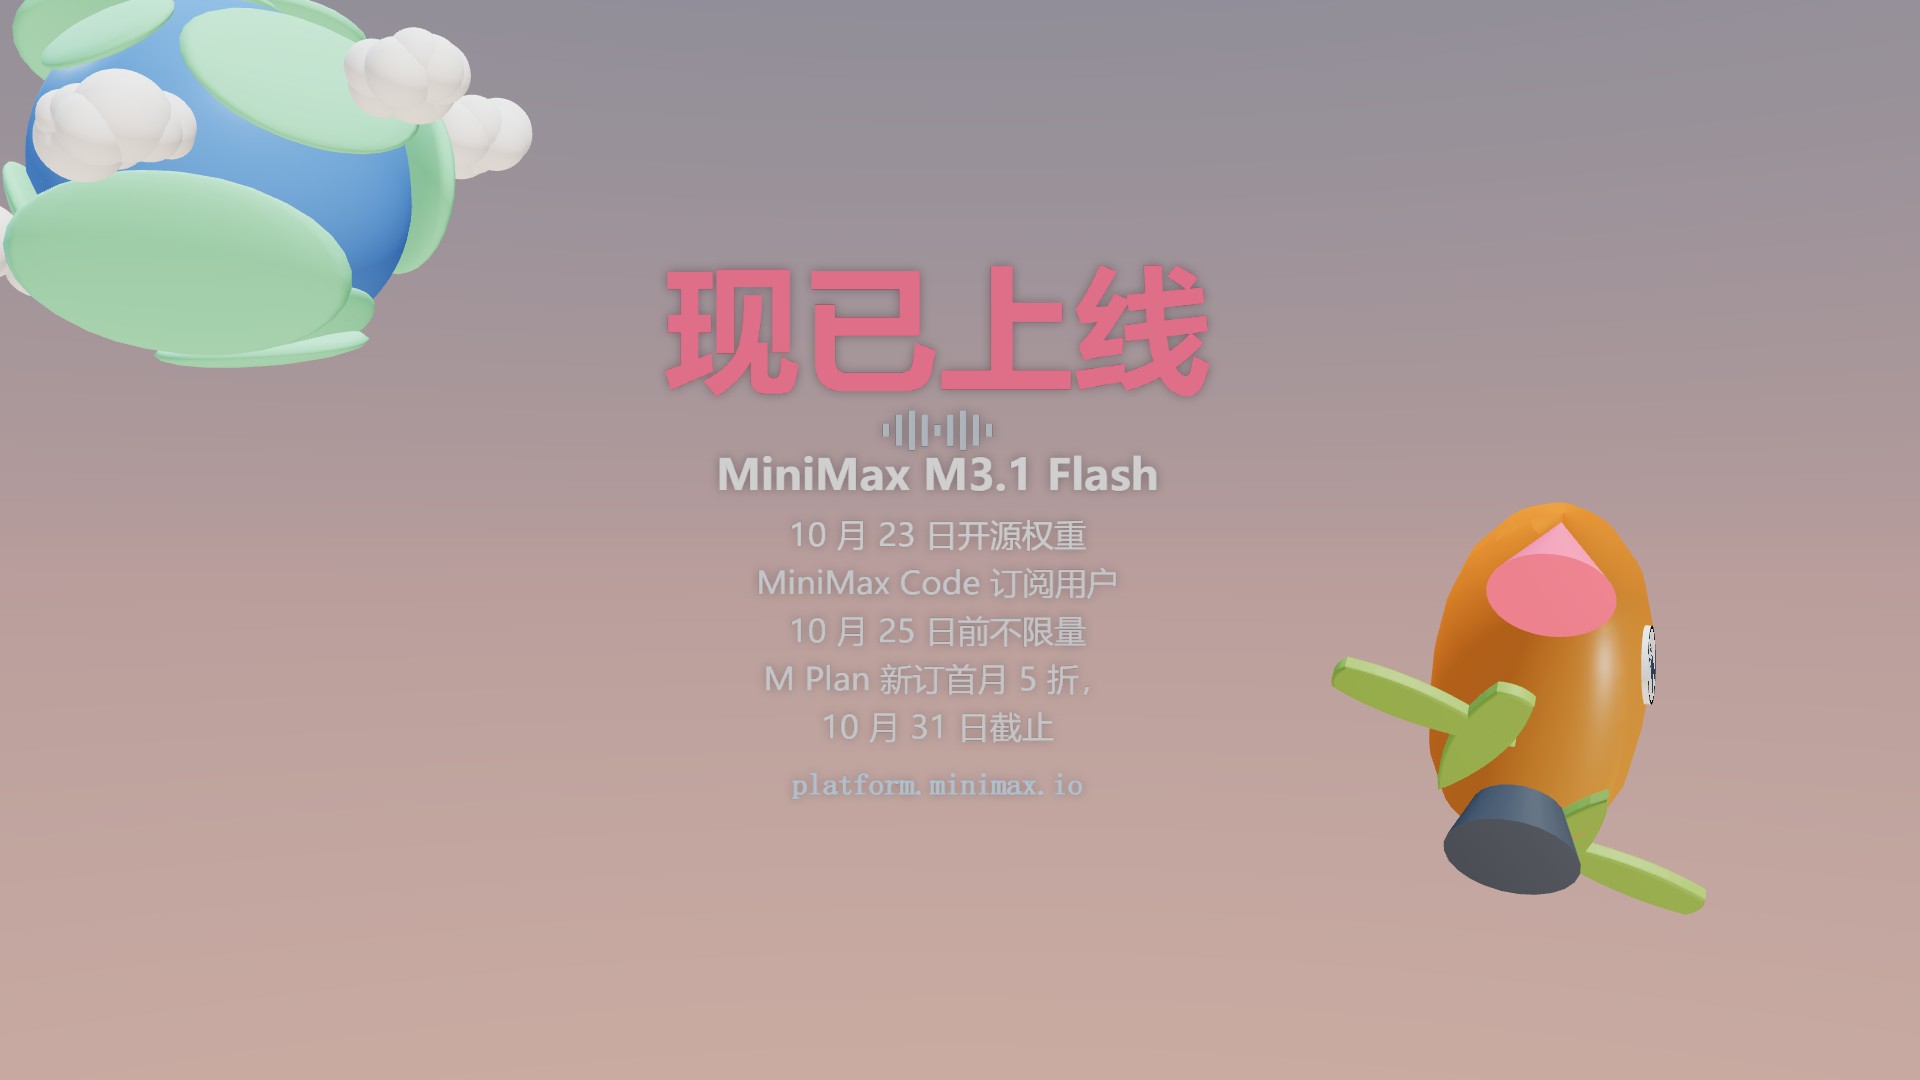 现已上线
MiniMax M3.1 Flash
10 月 23 日开源权重
MiniMax Code 订阅用户
10 月 25 日前不限量
M Plan 新订首月 5 折，
10 月 31 日截止
platform.minimax.io